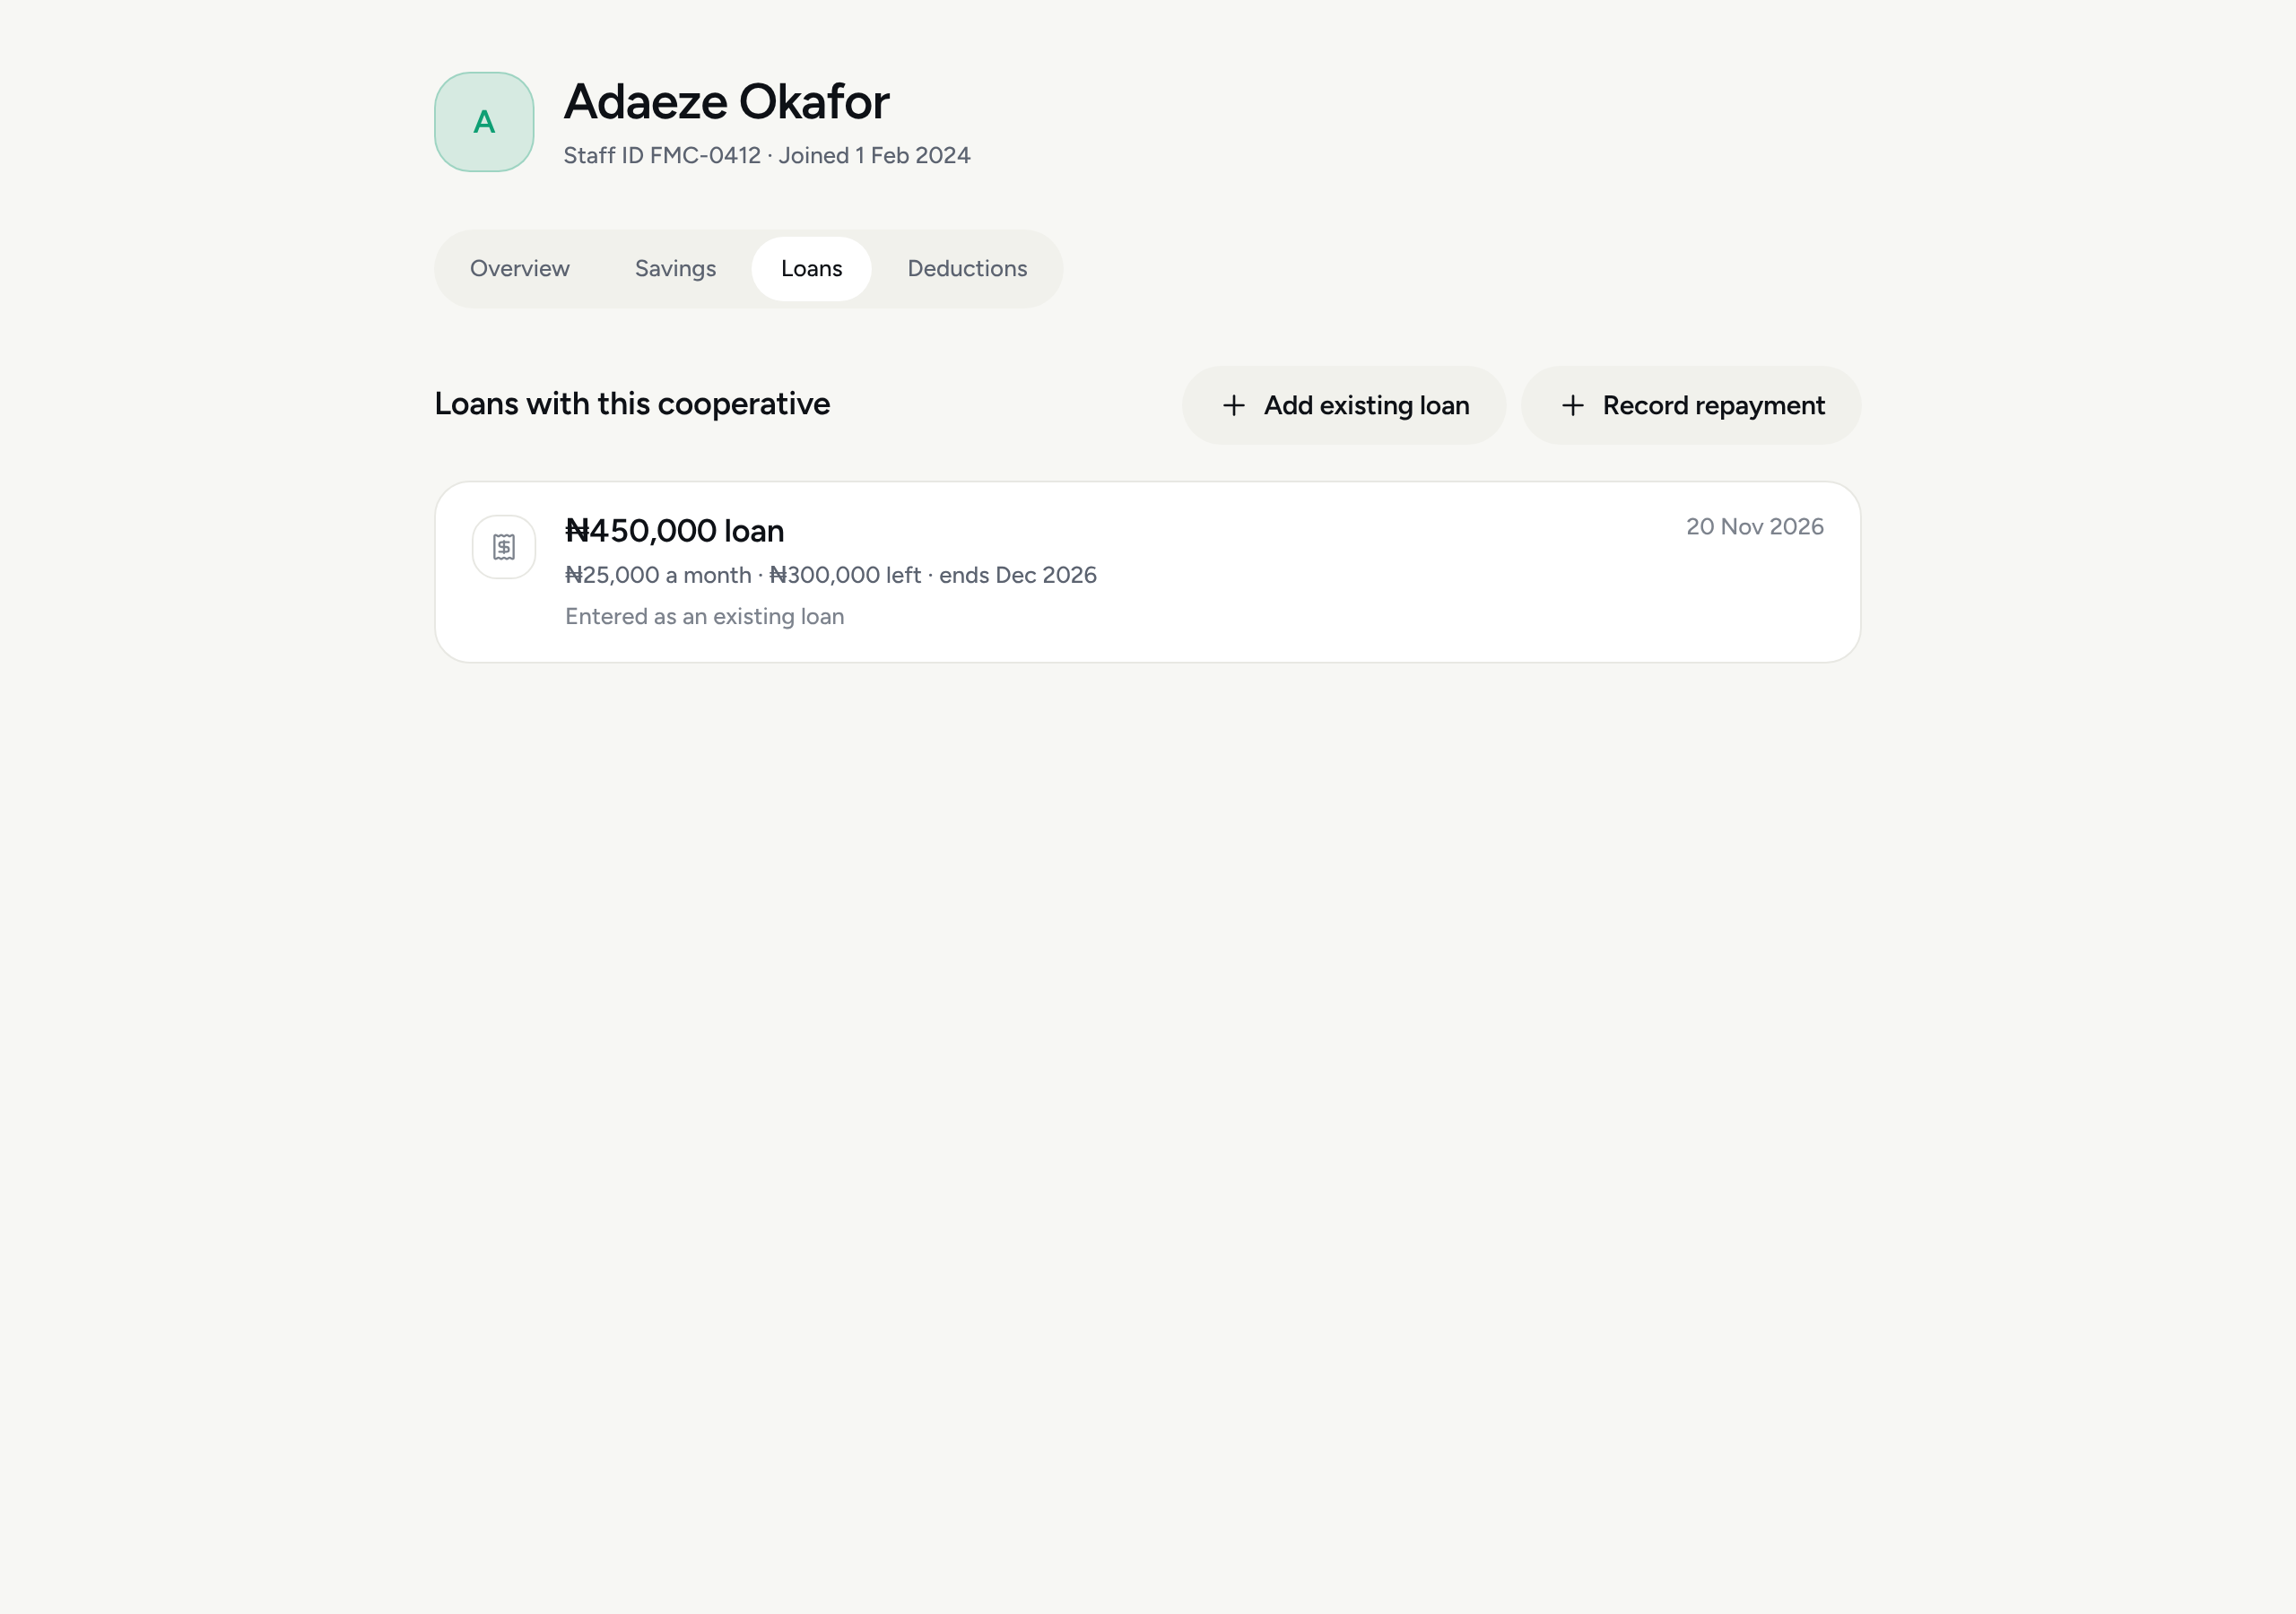 A
Adaeze Okafor
Staff ID FMC-0412 · Joined 1 Feb 2024
Overview Savings Loans Deductions
Loans with this cooperative
Add existing loan
Record repayment
₦450,000 loan
20 Nov 2026
₦25,000 a month · ₦300,000 left · ends Dec 2026
Entered as an existing loan